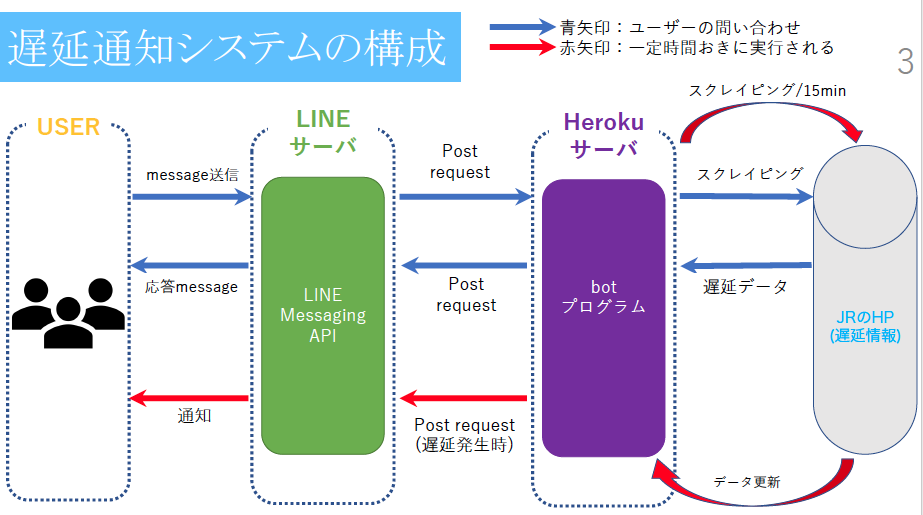 遅延通知システムの構成
青矢印：ユーザーの問い合わせ
赤矢印：一定時間おきに実行される
3
USER
LINE
サーバ
Heroku
サーバ
スクレイピング/15min
message送信
Post
request
スクレイピング
応答message
Post
request
遅延データ
LINE
Messaging
API
bot
プログラム
JRのHP
(遅延情報)
通知
Post request
(遅延発生時)
データ更新